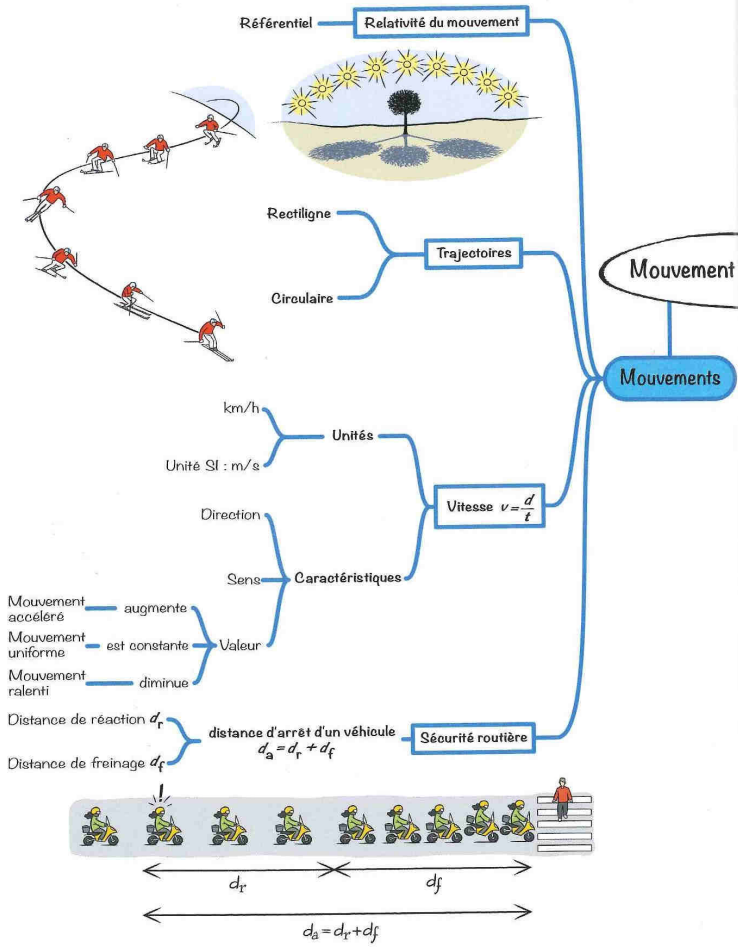 Référentiel
Relativité du mouvement
Rectiligne
Trajectoires
Circulaire
Mouvement
Mouvements
km/h
Unités
Unité SI : m/s
Vitesse v = d/t
Direction
Sens
Caractéristiques
Mouvement
accéléré
augmente
Mouvement
uniforme
est constante
Valeur
Mouvement
ralenti
diminue
Distance de réaction dr
distance d'arrêt d'un véhicule
da = dr + df
Sécurité routière
Distance de freinage df
!
dr
df
da = dr + df